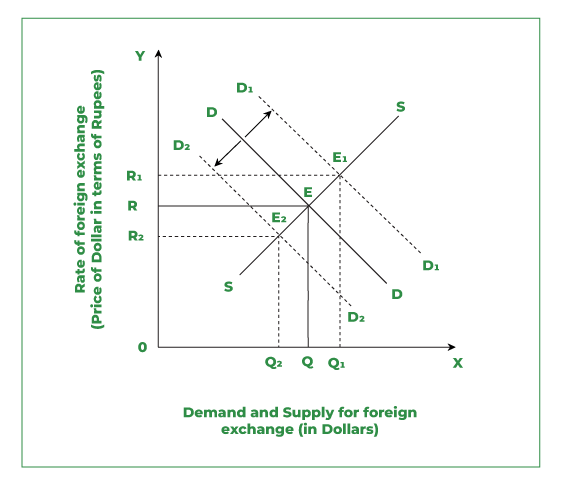 Y
D₁
D
S
D₂
E₁
R₁
E
R
E₂
R₂
D₁
S
D
D₂
0
Q₂ Q Q₁
X
Rate of foreign exchange
(Price of Dollar in terms of Rupees)
Demand and Supply for foreign
exchange (in Dollars)